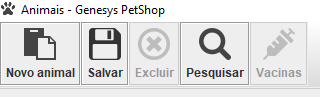 Animais - Genesys PetShop
Novo animal Salvar Excluir Pesquisar Vacinas